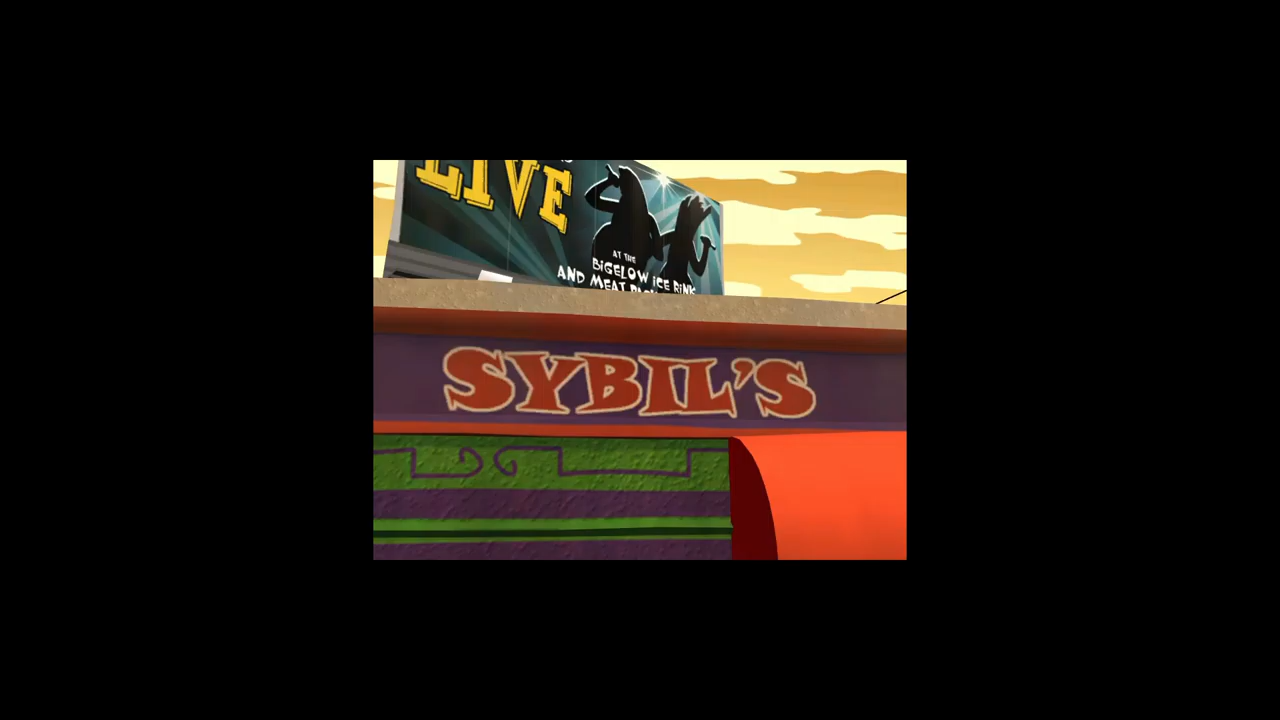 LIVE
AT THE
BIGELOW ICE RINK
AND MEAT
SYBIL'S